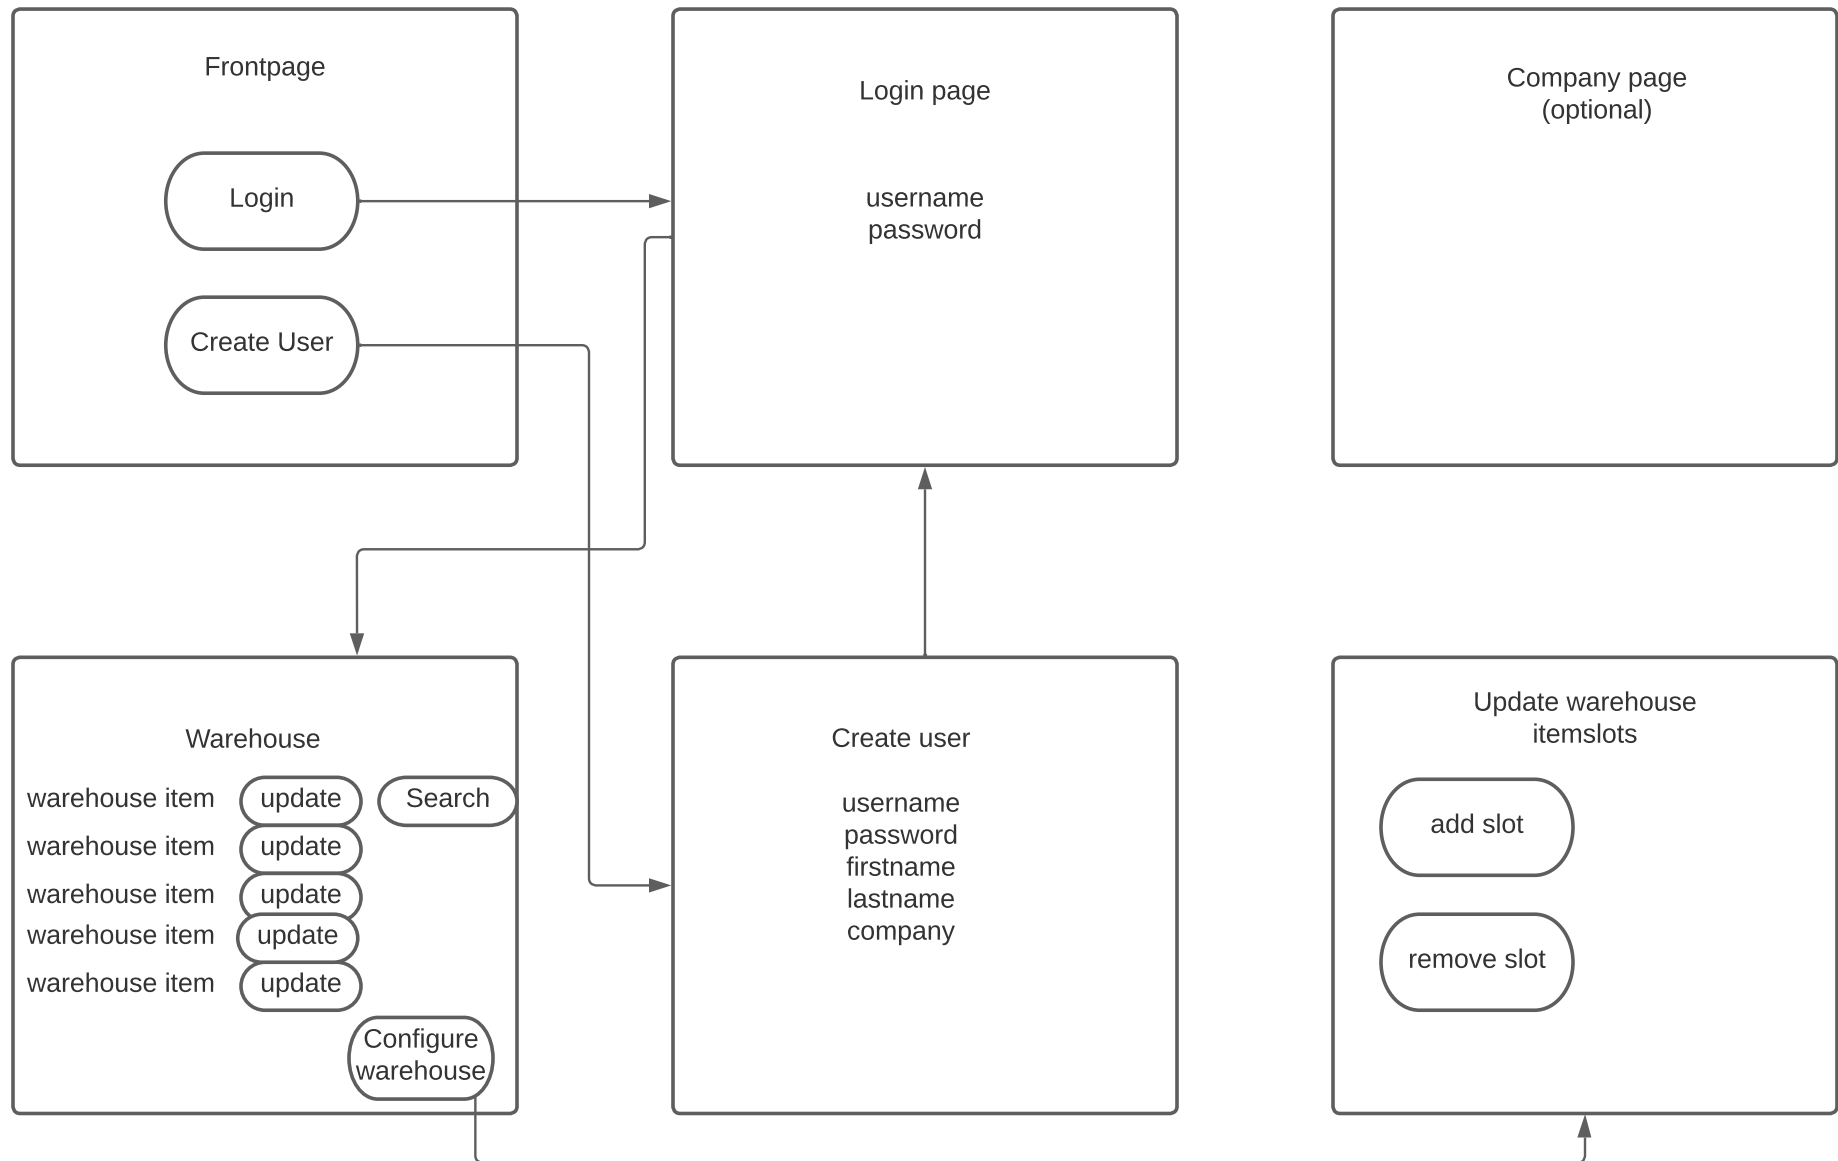 Frontpage
Login
Create User
Login page
username
password
Company page
(optional)
Warehouse
warehouse item
update
Search
warehouse item
update
warehouse item
update
warehouse item
update
warehouse item
update
Configure
warehouse
Create user
username
password
firstname
lastname
company
Update warehouse
itemslots
add slot
remove slot